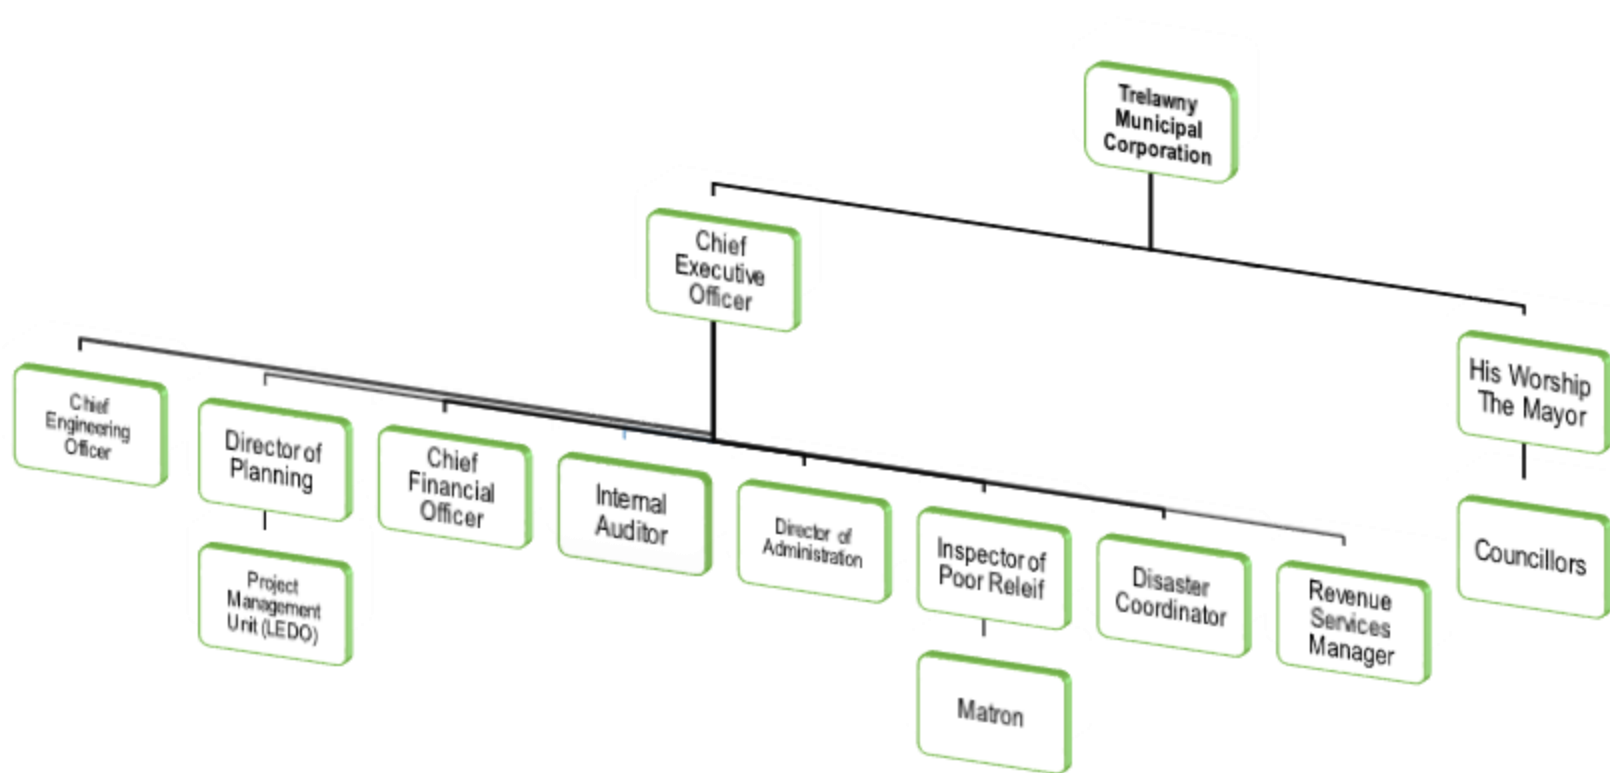 Trelawny
Municipal
Corporation
Chief
Executive
Officer
His Worship
The Mayor
Chief
Engineering
Officer
Director of
Planning
Chief
Financial
Officer
Internal
Auditor
Director of
Administration
Inspector of
Poor Releif
Disaster
Coordinator
Revenue
Services
Manager
Councillors
Project
Management
Unit (LEDO)
Matron